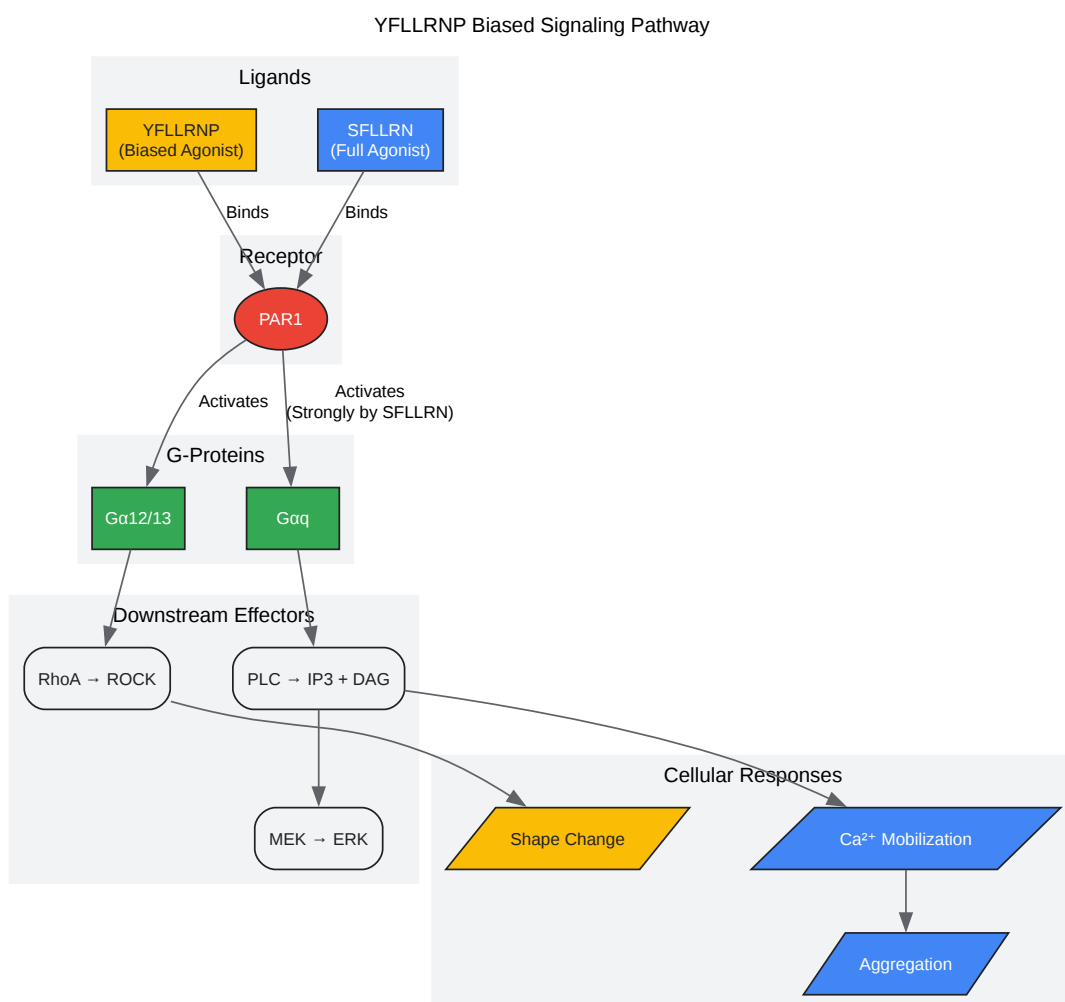 YFLLRNP Biased Signaling Pathway
Ligands
YFLLRNP
(Biased Agonist)
SFLLRN
(Full Agonist)
Binds
Binds
Receptor
PAR1
Activates
Activates
(Strongly by SFLLRN)
G-Proteins
Gα12/13
Gαq
Downstream Effectors
RhoA → ROCK
PLC → IP3 + DAG
Cellular Responses
MEK → ERK
Shape Change
Ca²⁺ Mobilization
Aggregation